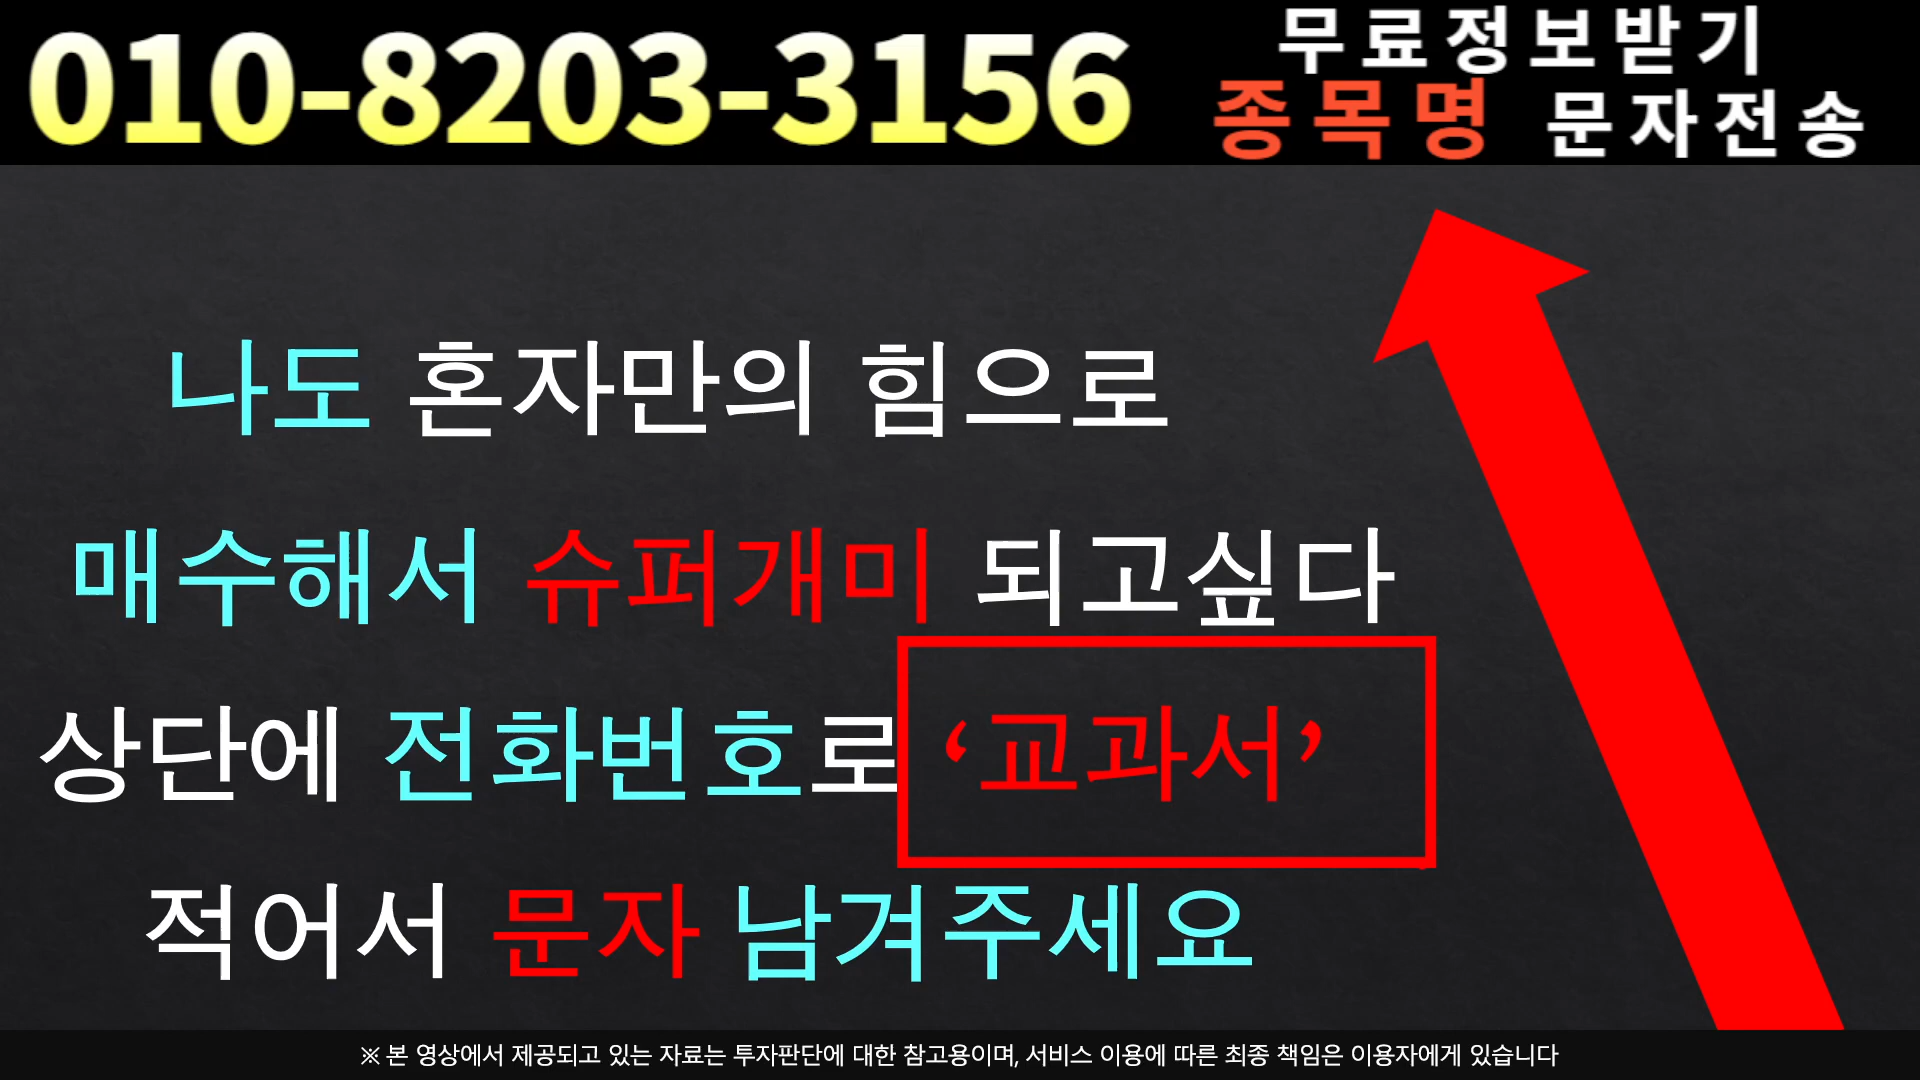 010-8203-3156
무료정보받기
종목명 문자전송
나도 혼자만의 힘으로
매수해서 슈퍼개미 되고싶다
상단에 전화번호로 ‘교과서’
적어서 문자 남겨주세요
※ 본 영상에서 제공되고 있는 자료는 투자판단에 대한 참고용이며, 서비스 이용에 따른 최종 책임은 이용자에게 있습니다